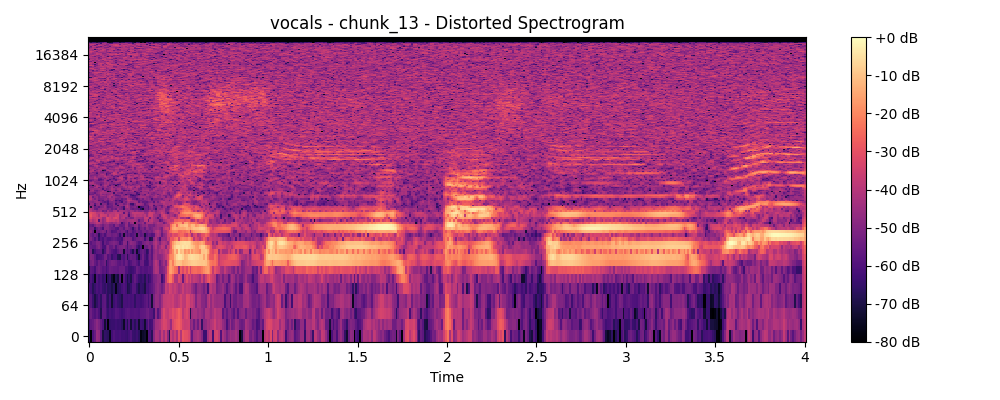 vocals - chunk_13 - Distorted Spectrogram
Hz
16384
8192
4096
2048
1024
512
256
128
64
0
0
0.5
1
1.5
2
2.5
3
3.5
4
Time
+0 dB
-10 dB
-20 dB
-30 dB
-40 dB
-50 dB
-60 dB
-70 dB
-80 dB